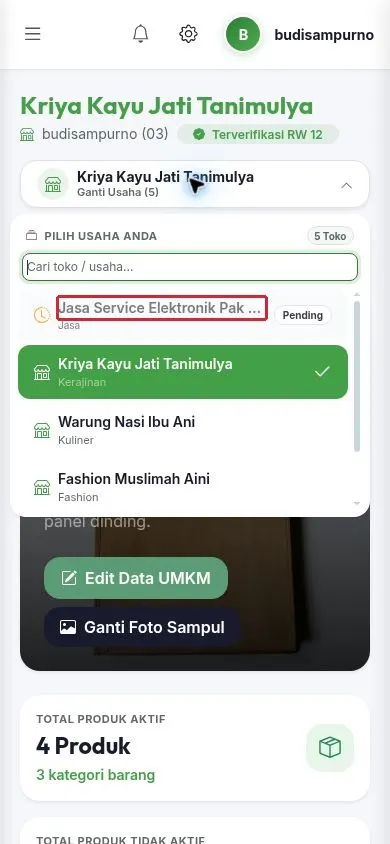 B budisampurno
Kriya Kayu Jati Tanimulya
budisampurno (03) Terverifikasi RW 12
Kriya Kayu Jati Tanimulya
Ganti Usaha (5)
PILIH USAHA ANDA 5 Toko
Cari toko / usaha...
Jasa Service Elektronik Pak ... Pending
Jasa
Kriya Kayu Jati Tanimulya
Kerajinan
Warung Nasi Ibu Ani
Kuliner
Fashion Muslimah Aini
Fashion
panel dinding.
Edit Data UMKM
Ganti Foto Sampul
TOTAL PRODUK AKTIF
4 Produk
3 kategori barang
TOTAL PRODUK TIDAK AKTIF